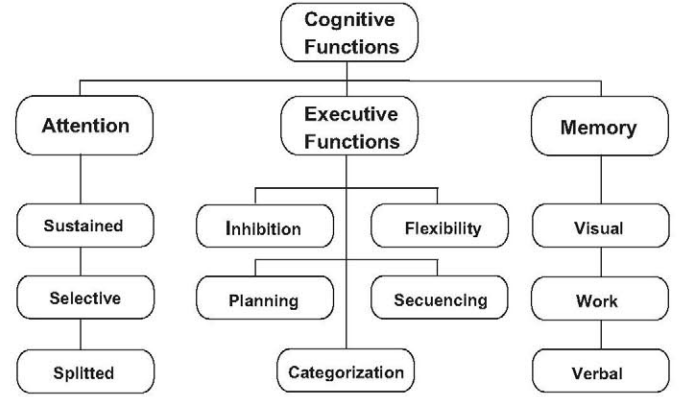 Cognitive
Functions
Attention
Executive
Functions
Memory
Sustained
Inhibition
Flexibility
Visual
Selective
Planning
Secuencing
Work
Splitted
Categorization
Verbal